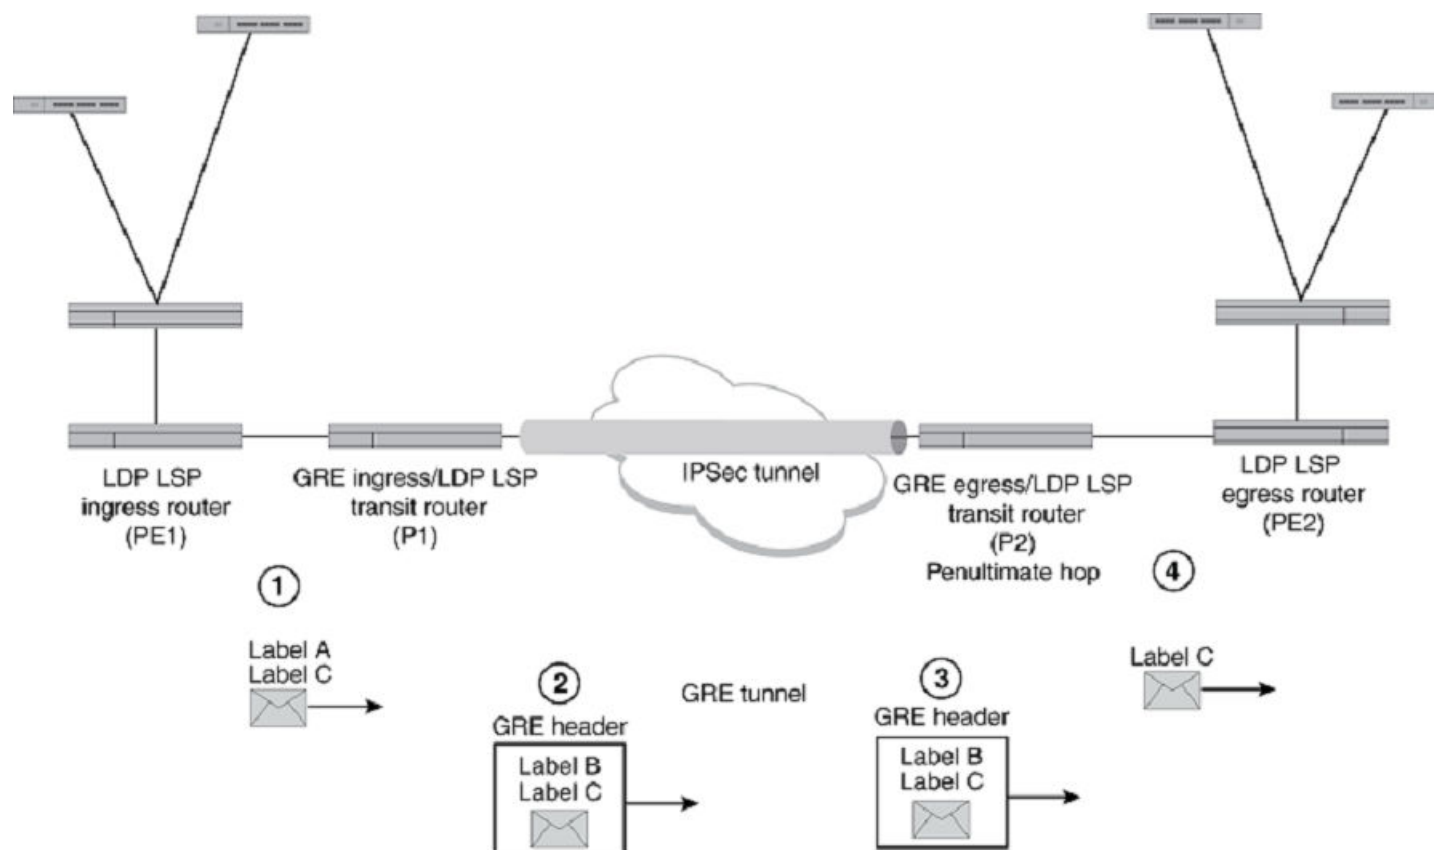 IPSec tunnel
LDP LSP
ingress router
(PE1)
GRE ingress/LDP LSP
transit router
(P1)
GRE egress/LDP LSP
transit router
(P2)
Penultimate hop
LDP LSP
egress router
(PE2)
1
Label A
Label C
2
GRE header
Label B
Label C
GRE tunnel
3
GRE header
Label B
Label C
4
Label C